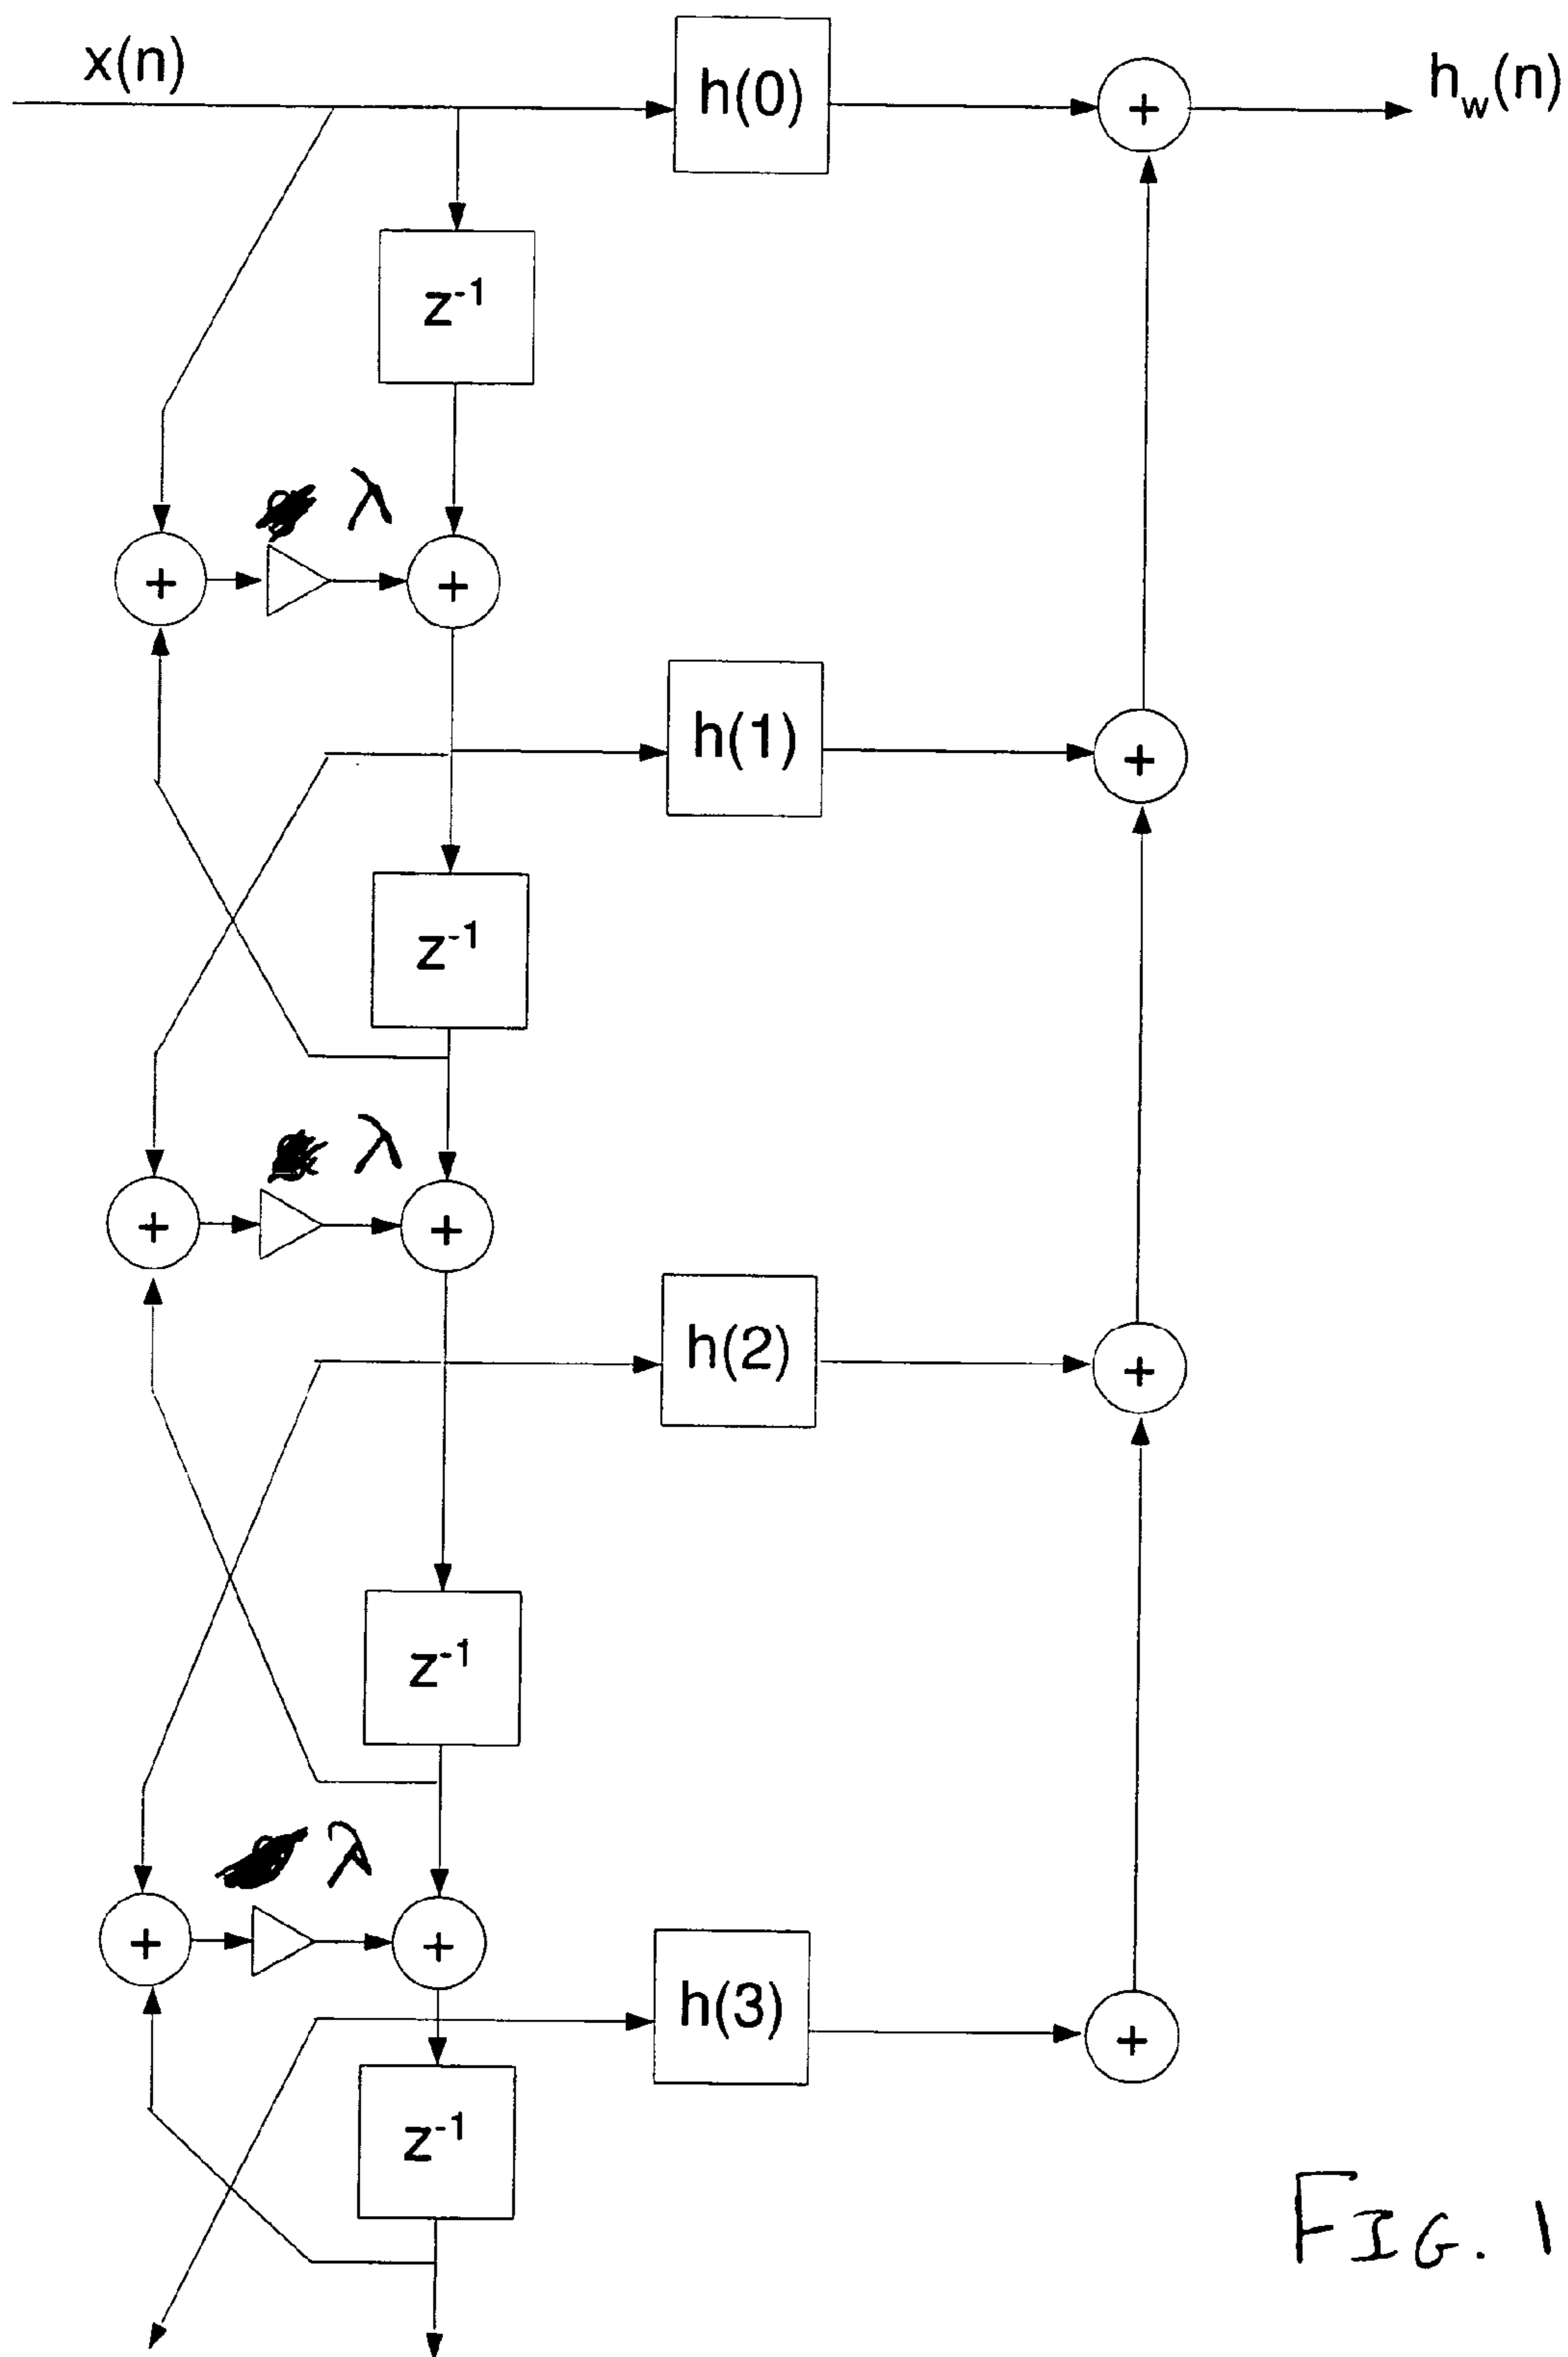 x(n)
h(0)
+
h_w(n)
z⁻¹
λ
+
+
h(1)
+
z⁻¹
λ
+
+
h(2)
+
z⁻¹
λ
+
+
h(3)
+
z⁻¹
FIG. 1